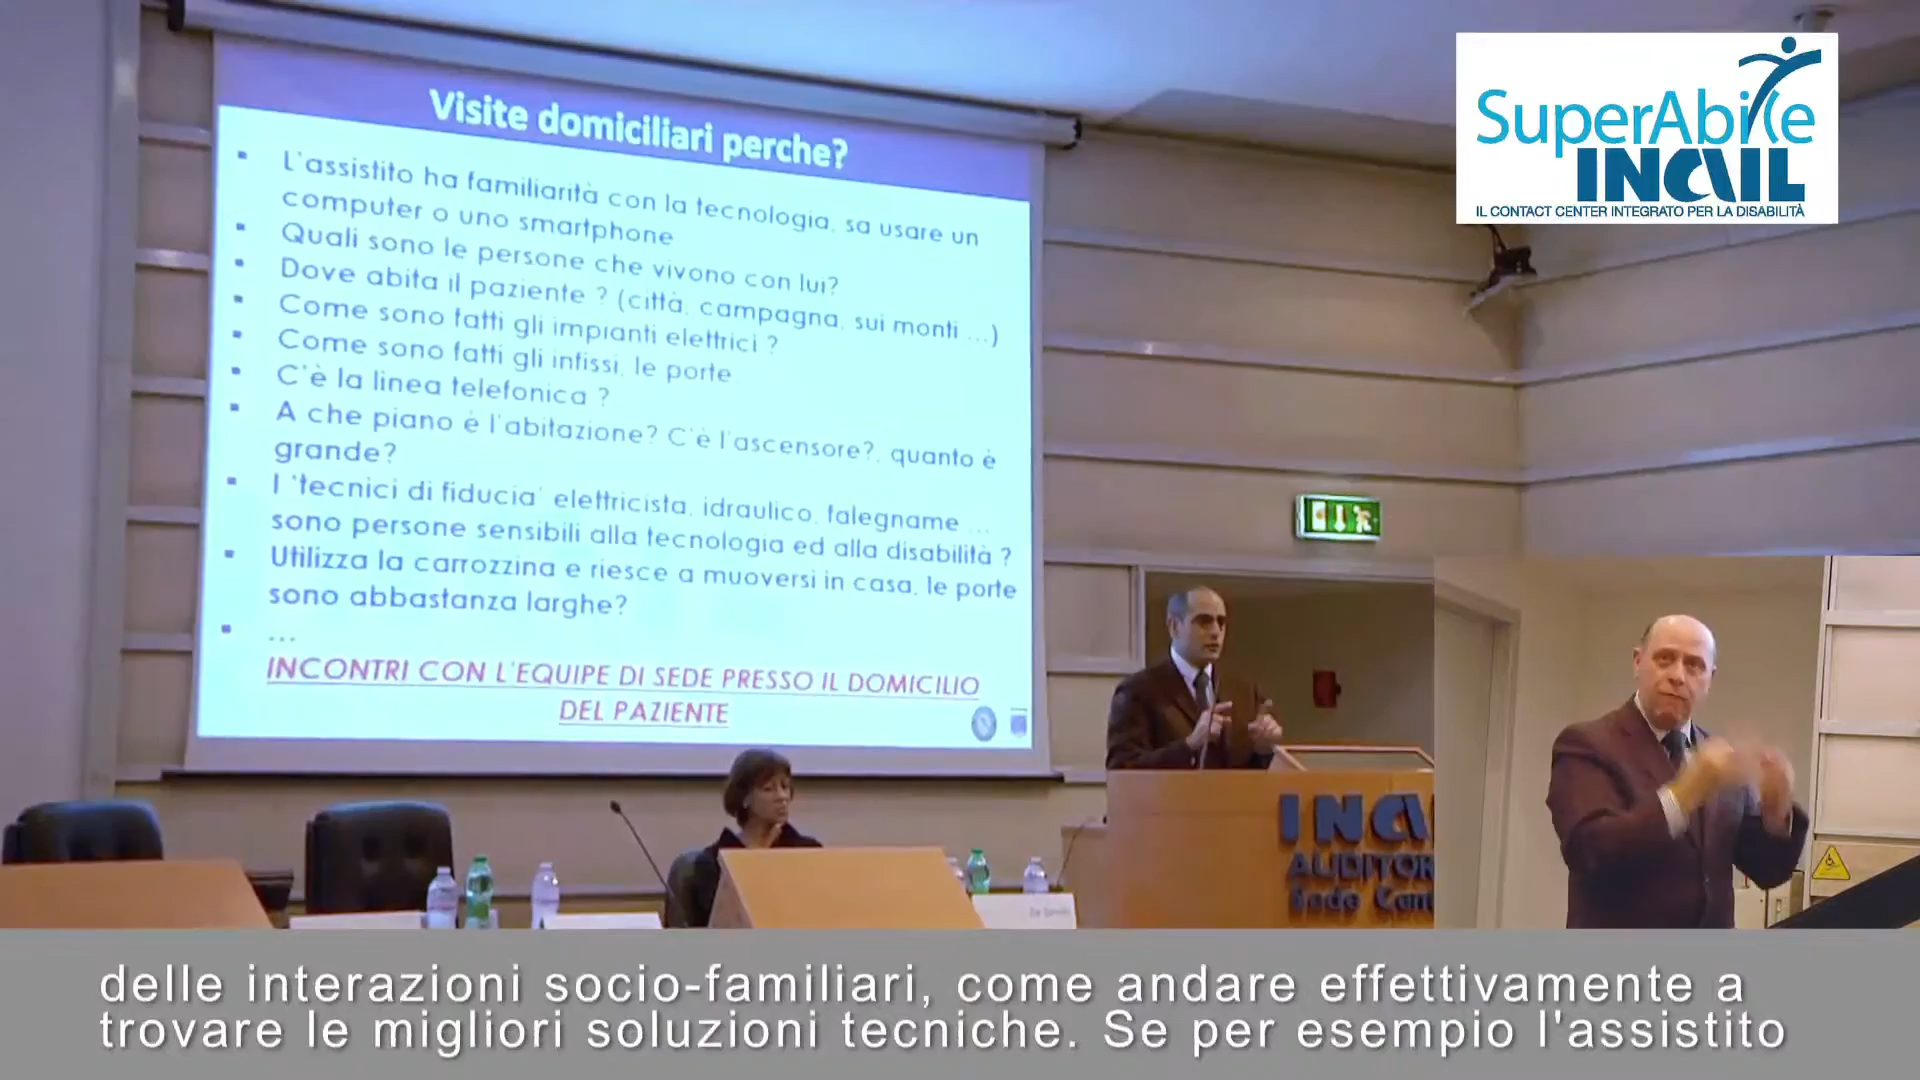 Visite domiciliari perche?
L'assistito ha familiarità con la tecnologia, sa usare un
computer o uno smartphone
Quali sono le persone che vivono con lui?
Dove abita il paziente ? (città, campagna, sui monti ...)
Come sono fatti gli impianti elettrici ?
Come sono fatti gli infissi, le porte
C'è la linea telefonica ?
A che piano è l'abitazione? C'è l'ascensore?, quanto è
grande?
I 'tecnici di fiducia' elettricista, idraulico, falegname ...
sono persone sensibili alla tecnologia ed alla disabilità ?
Utilizza la carrozzina e riesce a muoversi in casa, le porte
sono abbastanza larghe?
...
INCONTRI CON L'EQUIPE DI SEDE PRESSO IL DOMICILIO
DEL PAZIENTE
SuperAbile
INAIL
IL CONTACT CENTER INTEGRATO PER LA DISABILITÀ
INAI
AUDITOR
Sede Cent
delle interazioni socio-familiari, come andare effettivamente a
trovare le migliori soluzioni tecniche. Se per esempio l'assistito